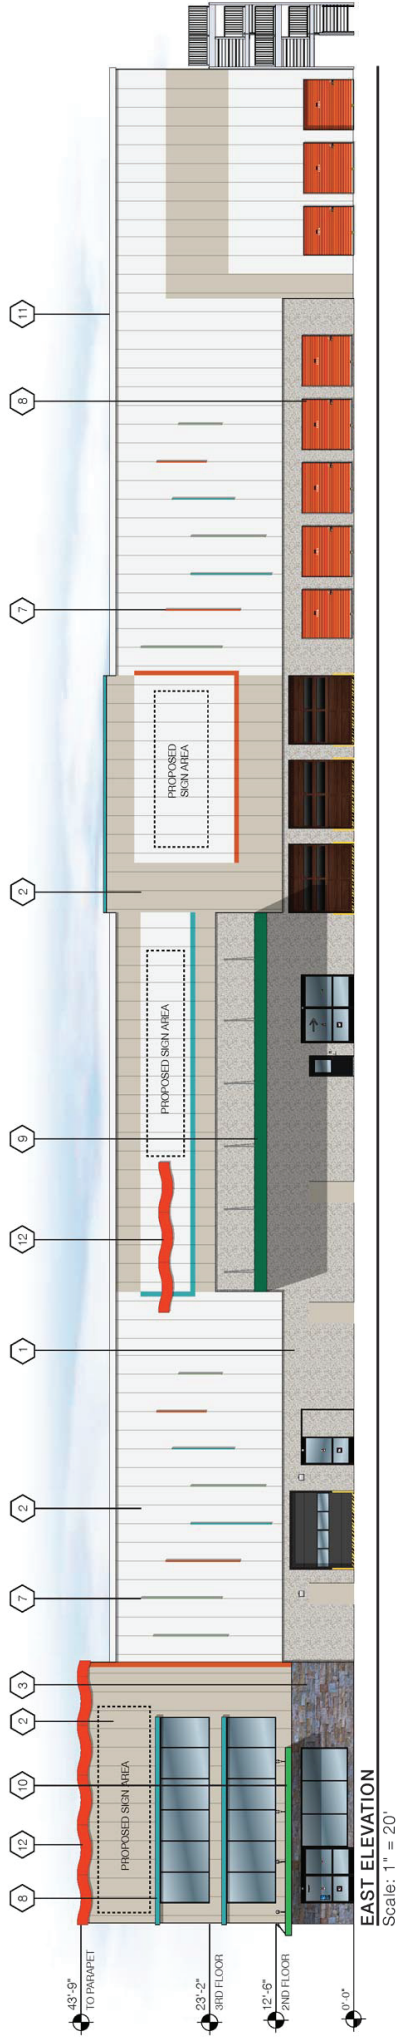 12
2
3
7
2
1
12
9
2
7
8
11
8
10
43'-9"
TO PARAPET
23'-2"
3RD FLOOR
12'-6"
2ND FLOOR
0'-0"
PROPOSED SIGN AREA
PROPOSED SIGN AREA
PROPOSED
SIGN AREA
EAST ELEVATION
Scale: 1" = 20'